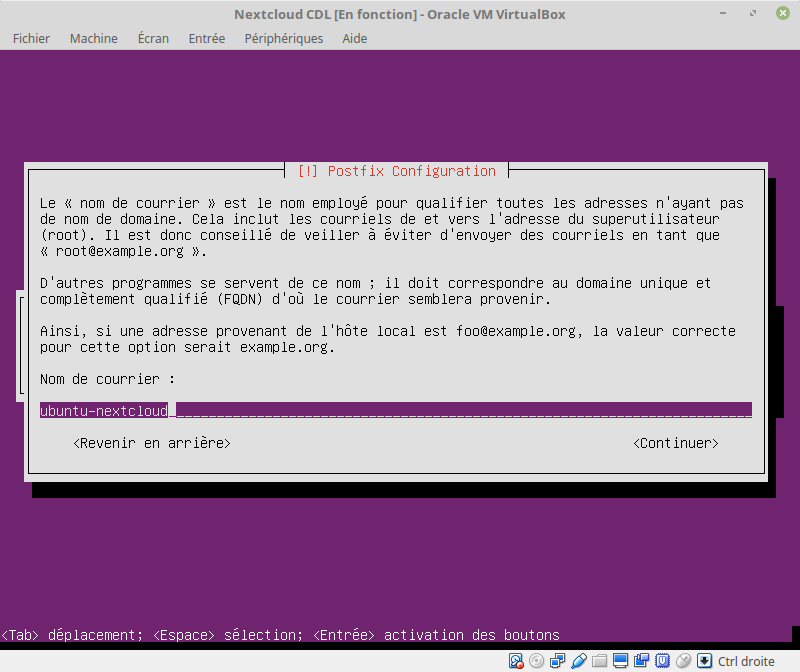 Nextcloud CDL [En fonction] - Oracle VM VirtualBox
Fichier Machine Écran Entrée Périphériques Aide
[!] Postfix Configuration
Le « nom de courrier » est le nom employé pour qualifier toutes les adresses n'ayant pas
de nom de domaine. Cela inclut les courriels de et vers l'adresse du superutilisateur
(root). Il est donc conseillé de veiller à éviter d'envoyer des courriels en tant que
« root@example.org ».
D'autres programmes se servent de ce nom ; il doit correspondre au domaine unique et
complètement qualifié (FQDN) d'où le courrier semblera provenir.
Ainsi, si une adresse provenant de l'hôte local est foo@example.org, la valeur correcte
pour cette option serait example.org.
Nom de courrier :
ubuntu-nextcloud
<Revenir en arrière> <Continuer>
<Tab> déplacement; <Espace> sélection; <Entrée> activation des boutons
Ctrl droite